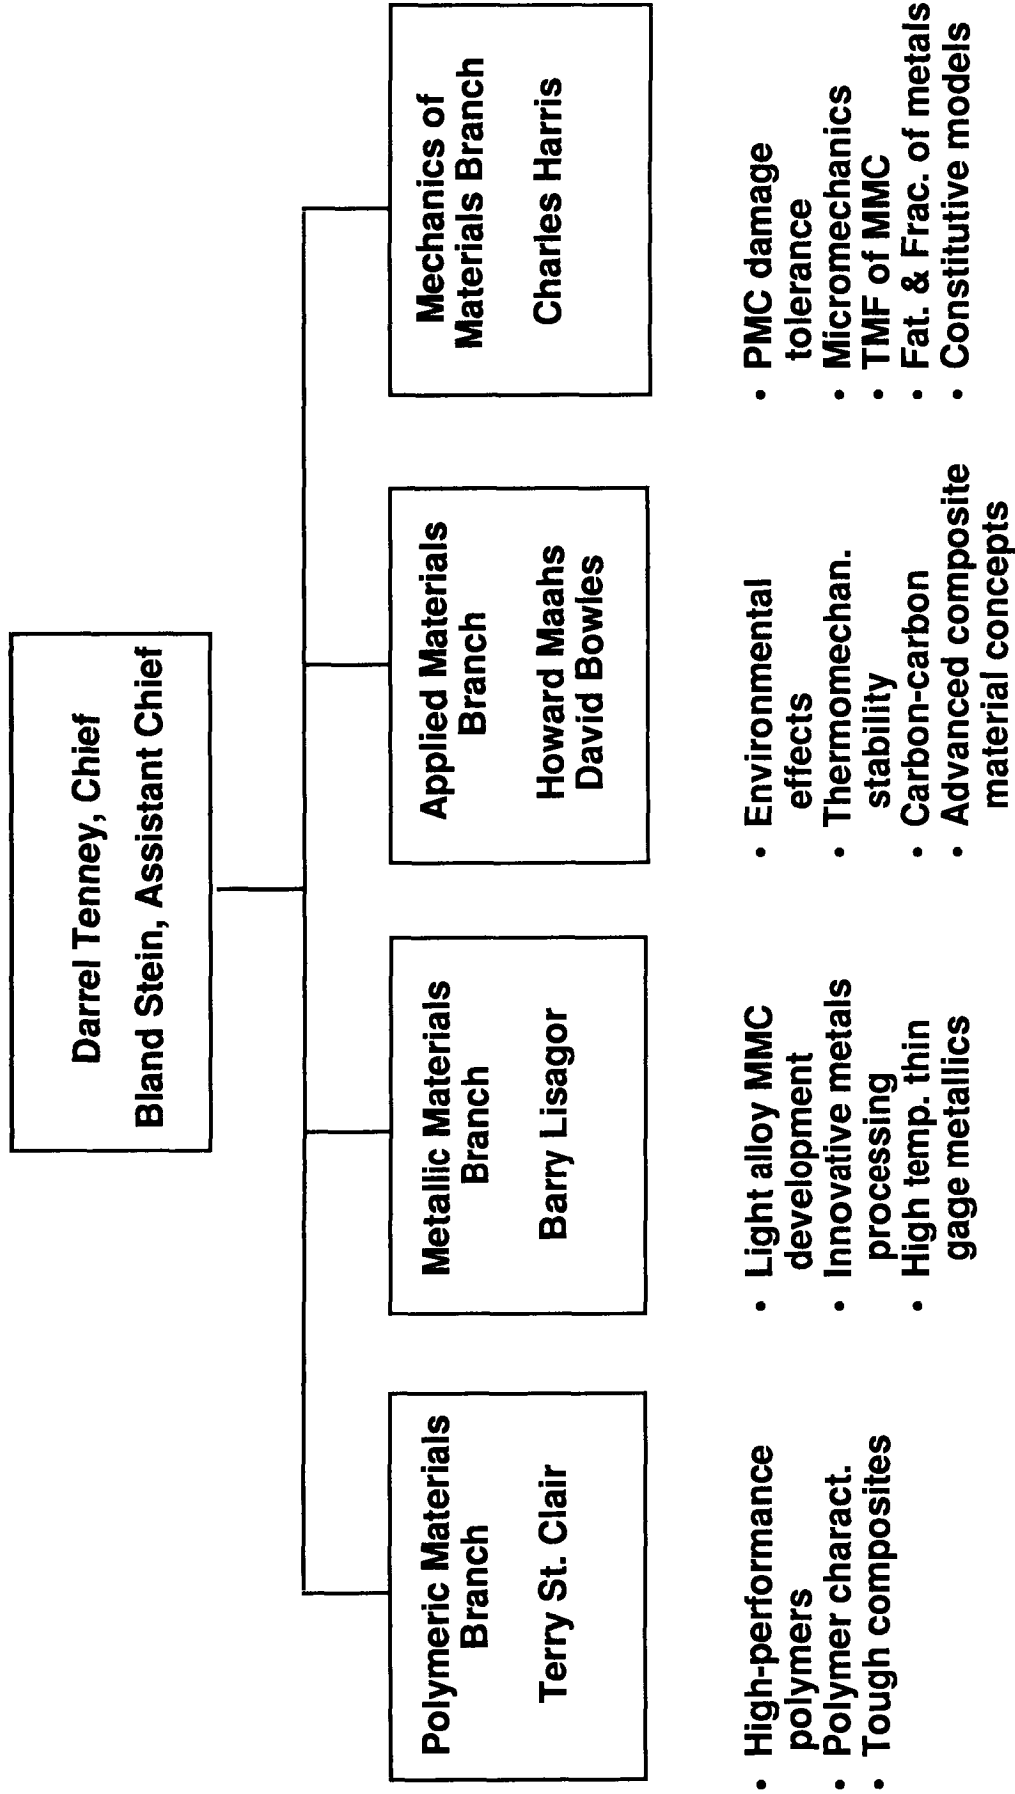 Darrel Tenney, Chief
Bland Stein, Assistant Chief
Polymeric Materials
Branch
Terry St. Clair
Metallic Materials
Branch
Barry Lisagor
Applied Materials
Branch
Howard Maahs
David Bowles
Mechanics of
Materials Branch
Charles Harris
• High-performance
polymers
• Polymer charact.
• Tough composites
• Light alloy MMC
development
• Innovative metals
processing
• High temp. thin
gage metallics
• Environmental
effects
• Thermomechan.
stability
• Carbon-carbon
• Advanced composite
material concepts
• PMC damage
tolerance
• Micromechanics
• TMF of MMC
• Fat. & Frac. of metals
• Constitutive models